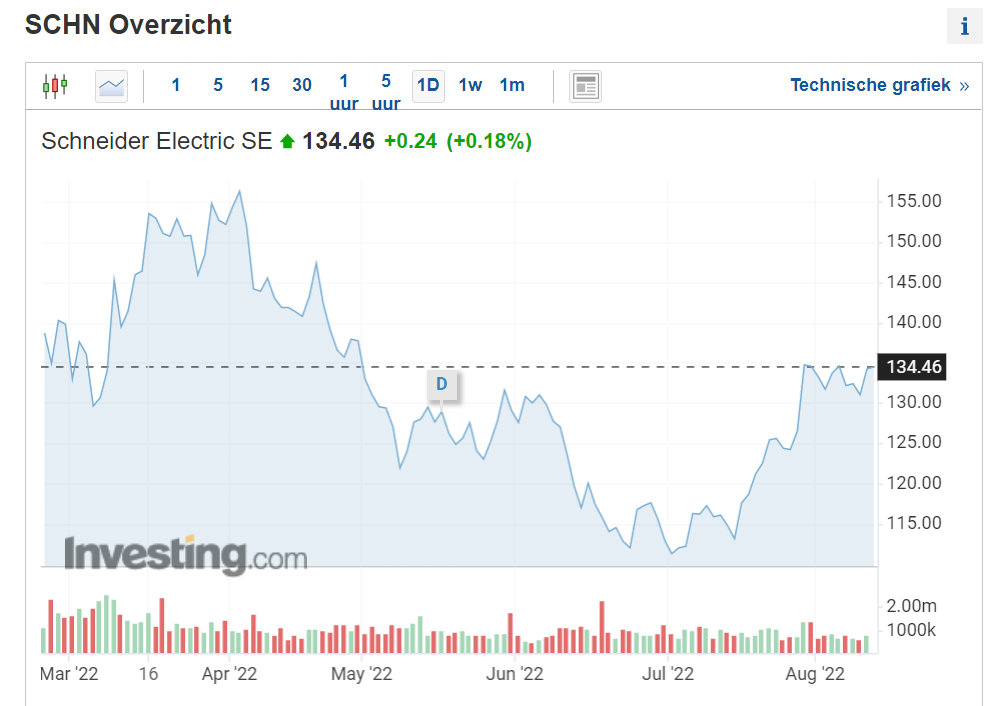 SCHN Overzicht
i
1 5 15 30 1 uur 5 uur 1D 1w 1m
Technische grafiek »
Schneider Electric SE 134.46 +0.24 (+0.18%)
155.00
150.00
145.00
140.00
134.46
D
130.00
125.00
120.00
115.00
Investing.com
2.00m
1000k
Mar '22 16 Apr '22 May '22 Jun '22 Jul '22 Aug '22